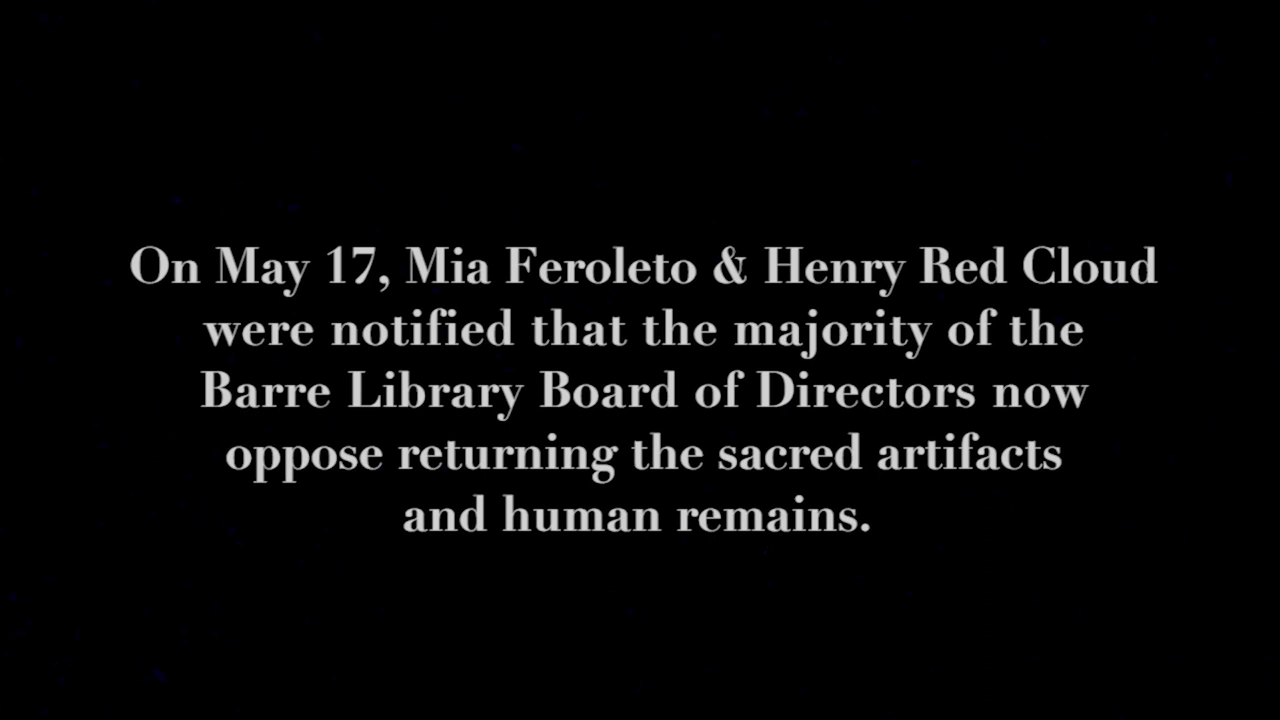 On May 17, Mia Feroleto & Henry Red Cloud
were notified that the majority of the
Barre Library Board of Directors now
oppose returning the sacred artifacts
and human remains.